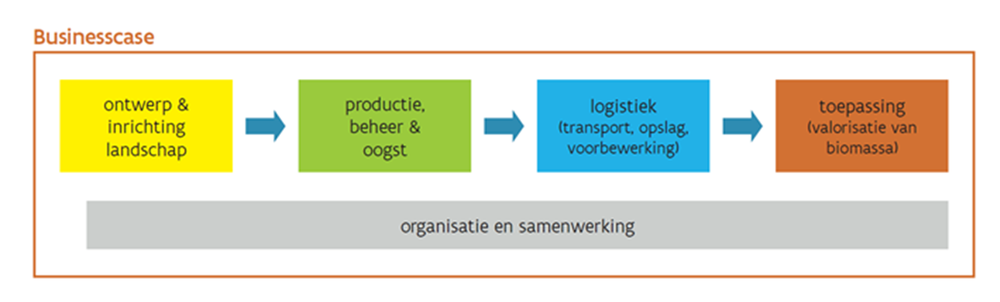 Businesscase
ontwerp &
inrichting
landschap
productie,
beheer &
oogst
logistiek
(transport, opslag,
voorbewerking)
toepassing
(valorisatie van
biomassa)
organisatie en samenwerking